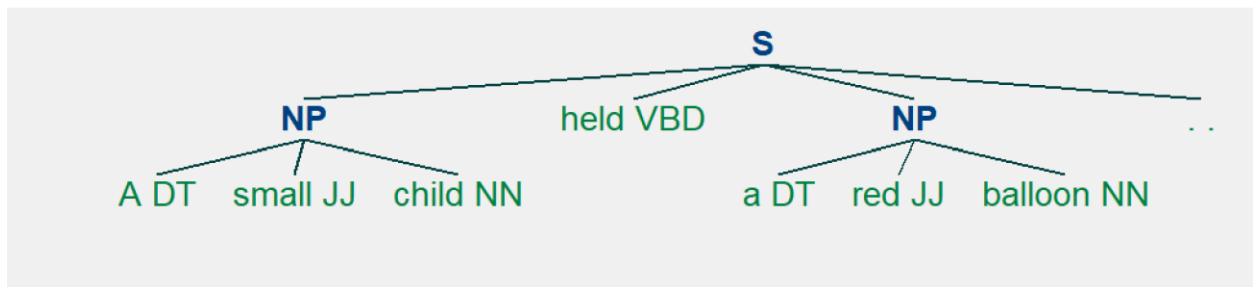 S
NP held VBD NP . .
A DT small JJ child NN a DT red JJ balloon NN